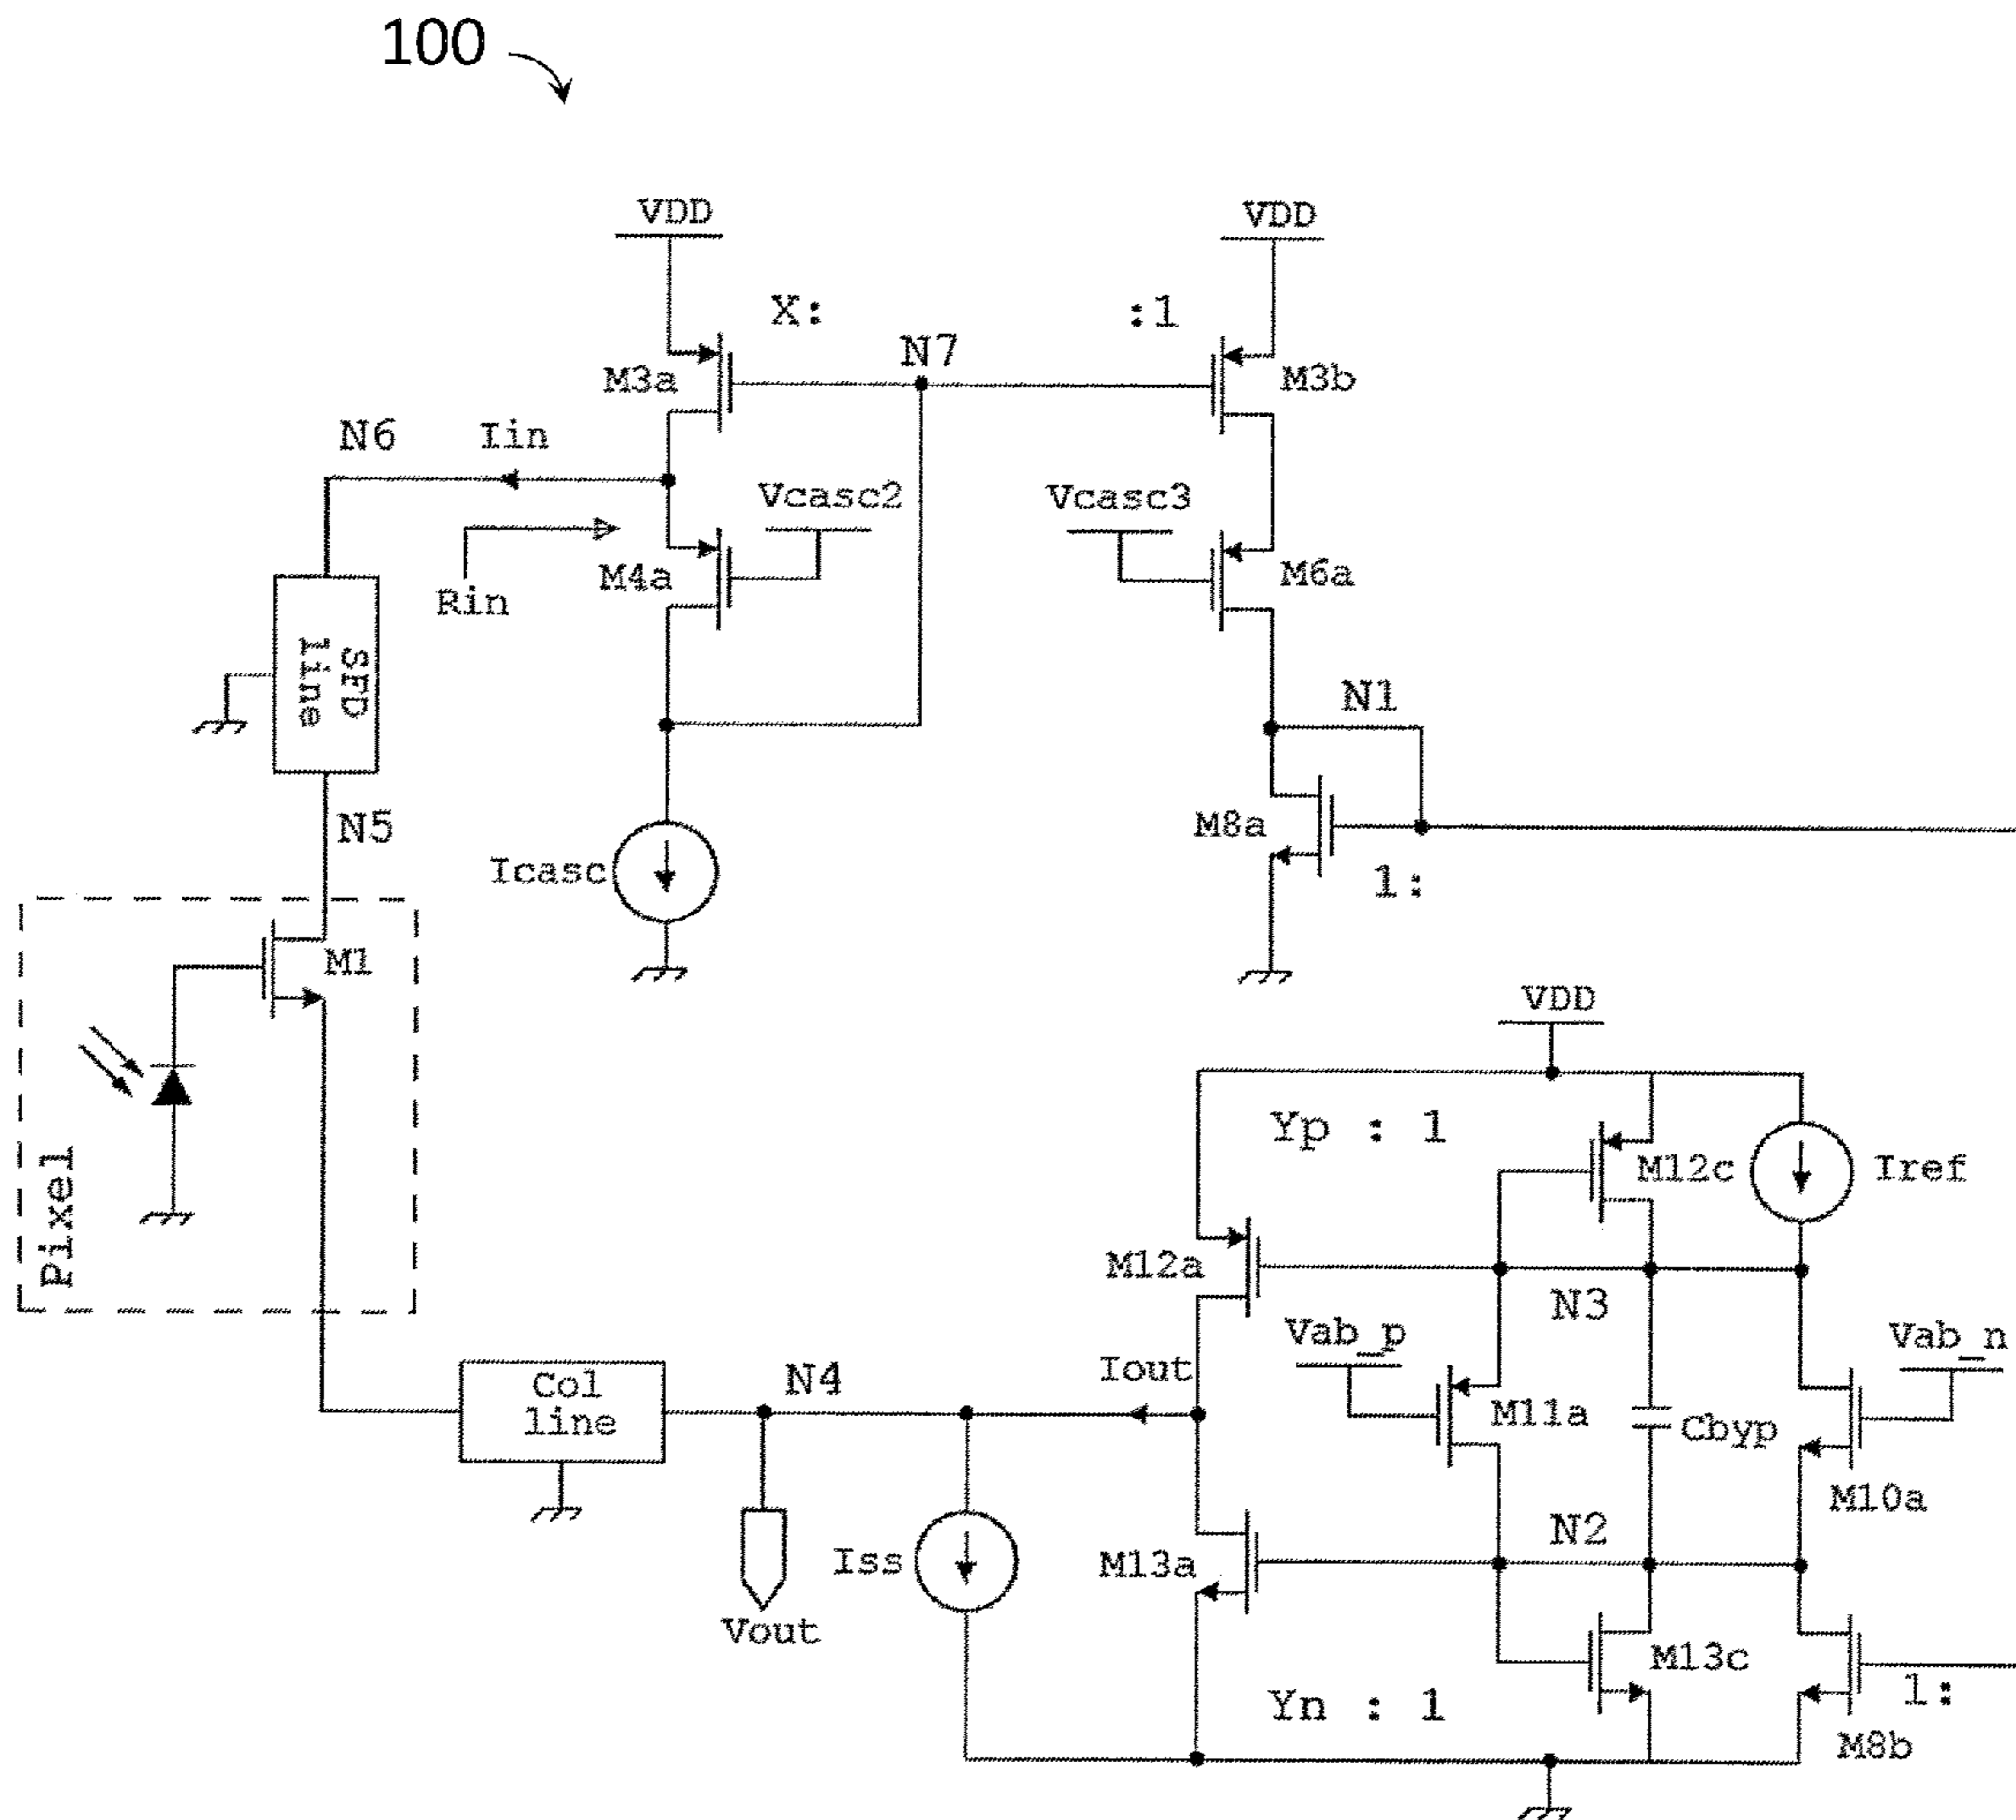 100
VDD
VDD
X:
:1
N7
M3a
M3b
N6
Iin
Vcasc2
Vcasc3
M4a
M6a
Rin
SFD
line
N1
N5
M8a
Icasc
1:
M1
VDD
Pixel
Yp : 1
M12c
Iref
M12a
N3
Vab_p
Vab_n
Iout
N4
Col
line
M11a
Cbyp
M10a
N2
Iss
M13a
Vout
M13c
Yn : 1
1:
M8b